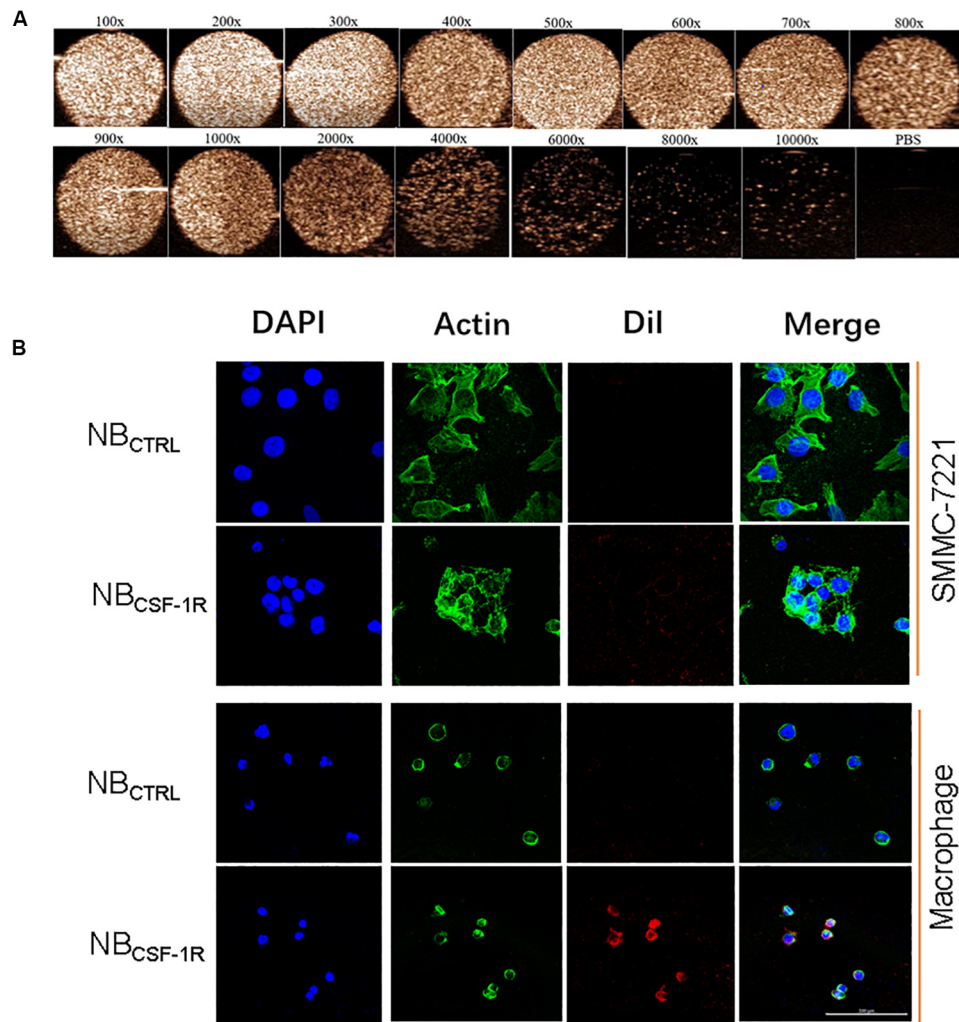 A
100x 200x 300x 400x 500x 600x 700x 800x
900x 1000x 2000x 4000x 6000x 8000x 10000x PBS
B
DAPI Actin Dil Merge
NBCTRL
NBCSF-1R
SMMC-7221
NBCTRL
NBCSF-1R
Macrophage